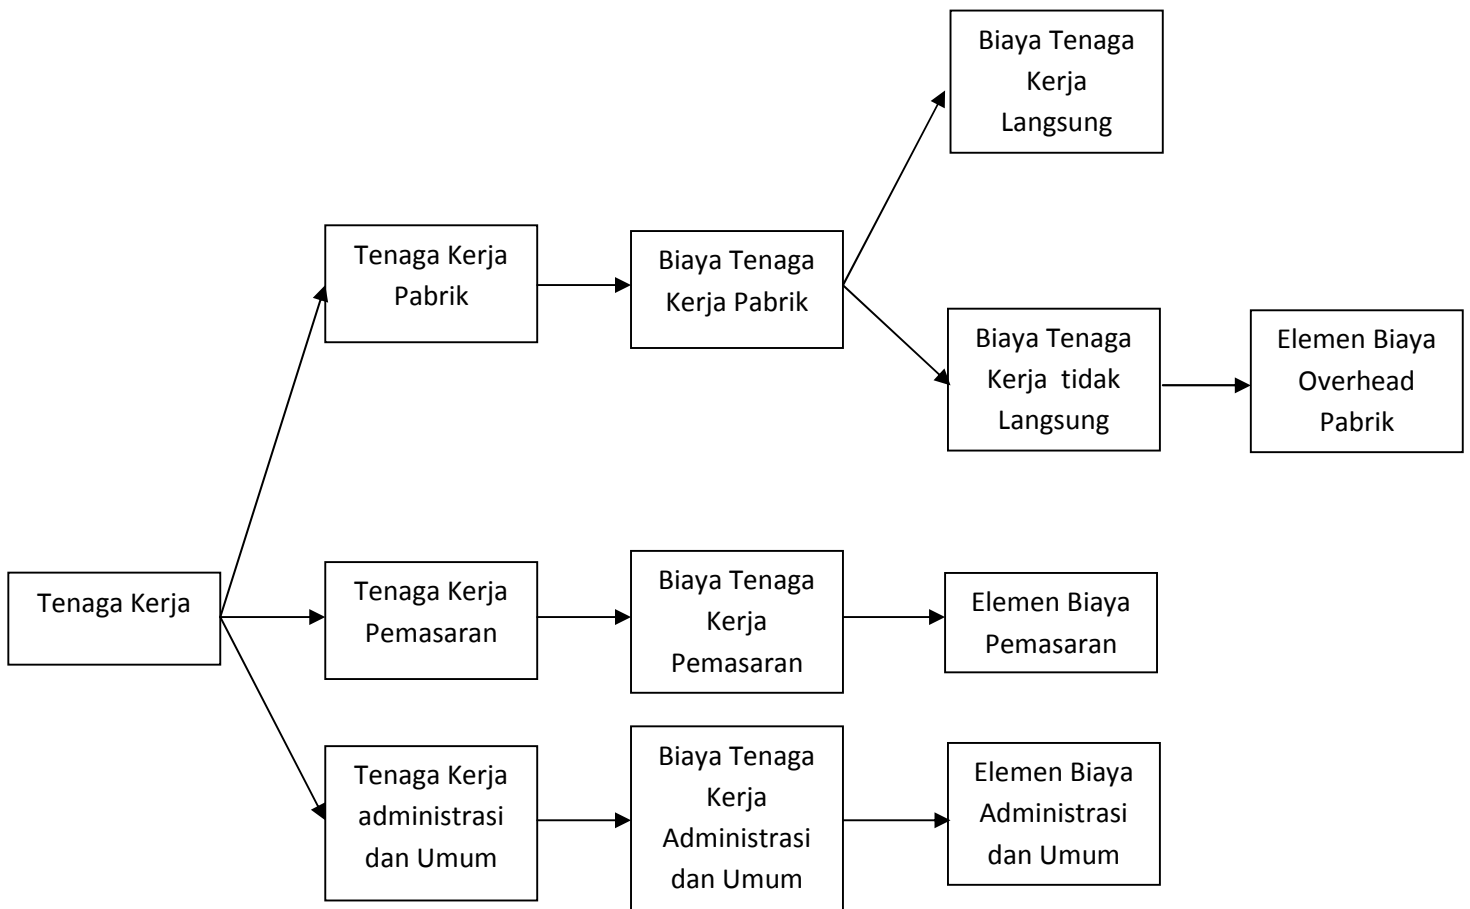 Biaya Tenaga
Kerja
Langsung
Tenaga Kerja
Pabrik
Biaya Tenaga
Kerja Pabrik
Biaya Tenaga
Kerja  tidak
Langsung
Elemen Biaya
Overhead
Pabrik
Tenaga Kerja
Tenaga Kerja
Pemasaran
Biaya Tenaga
Kerja
Pemasaran
Elemen Biaya
Pemasaran
Tenaga Kerja
administrasi
dan Umum
Biaya Tenaga
Kerja
Administrasi
dan Umum
Elemen Biaya
Administrasi
dan Umum